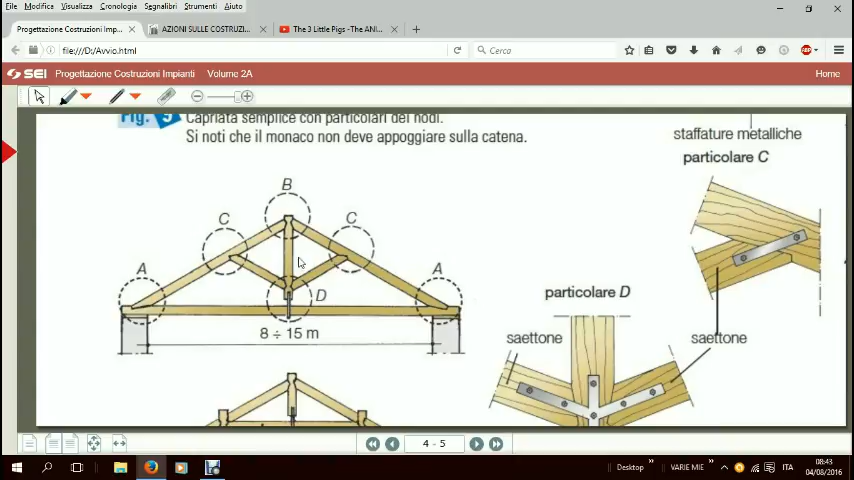 File Modifica Visualizza Cronologia Segnalibri Strumenti Aiuto
Progettazione Costruzioni Imp...
AZIONI SULLE COSTRUZI...
The 3 Little Pigs -The ANI...
file:///D:/Avvio.html
Cerca
ABP
SEI Progettazione Costruzioni Impianti Volume 2A Home
Fig. 5 Capriata semplice con particolari dei nodi.
Si noti che il monaco non deve appoggiare sulla catena.
staffature metalliche
particolare C
B
C
C
A
A
D
8 ÷ 15 m
particolare D
saettone
saettone
4 - 5
Desktop
VARIE MIE
ITA
08:43
04/08/2016